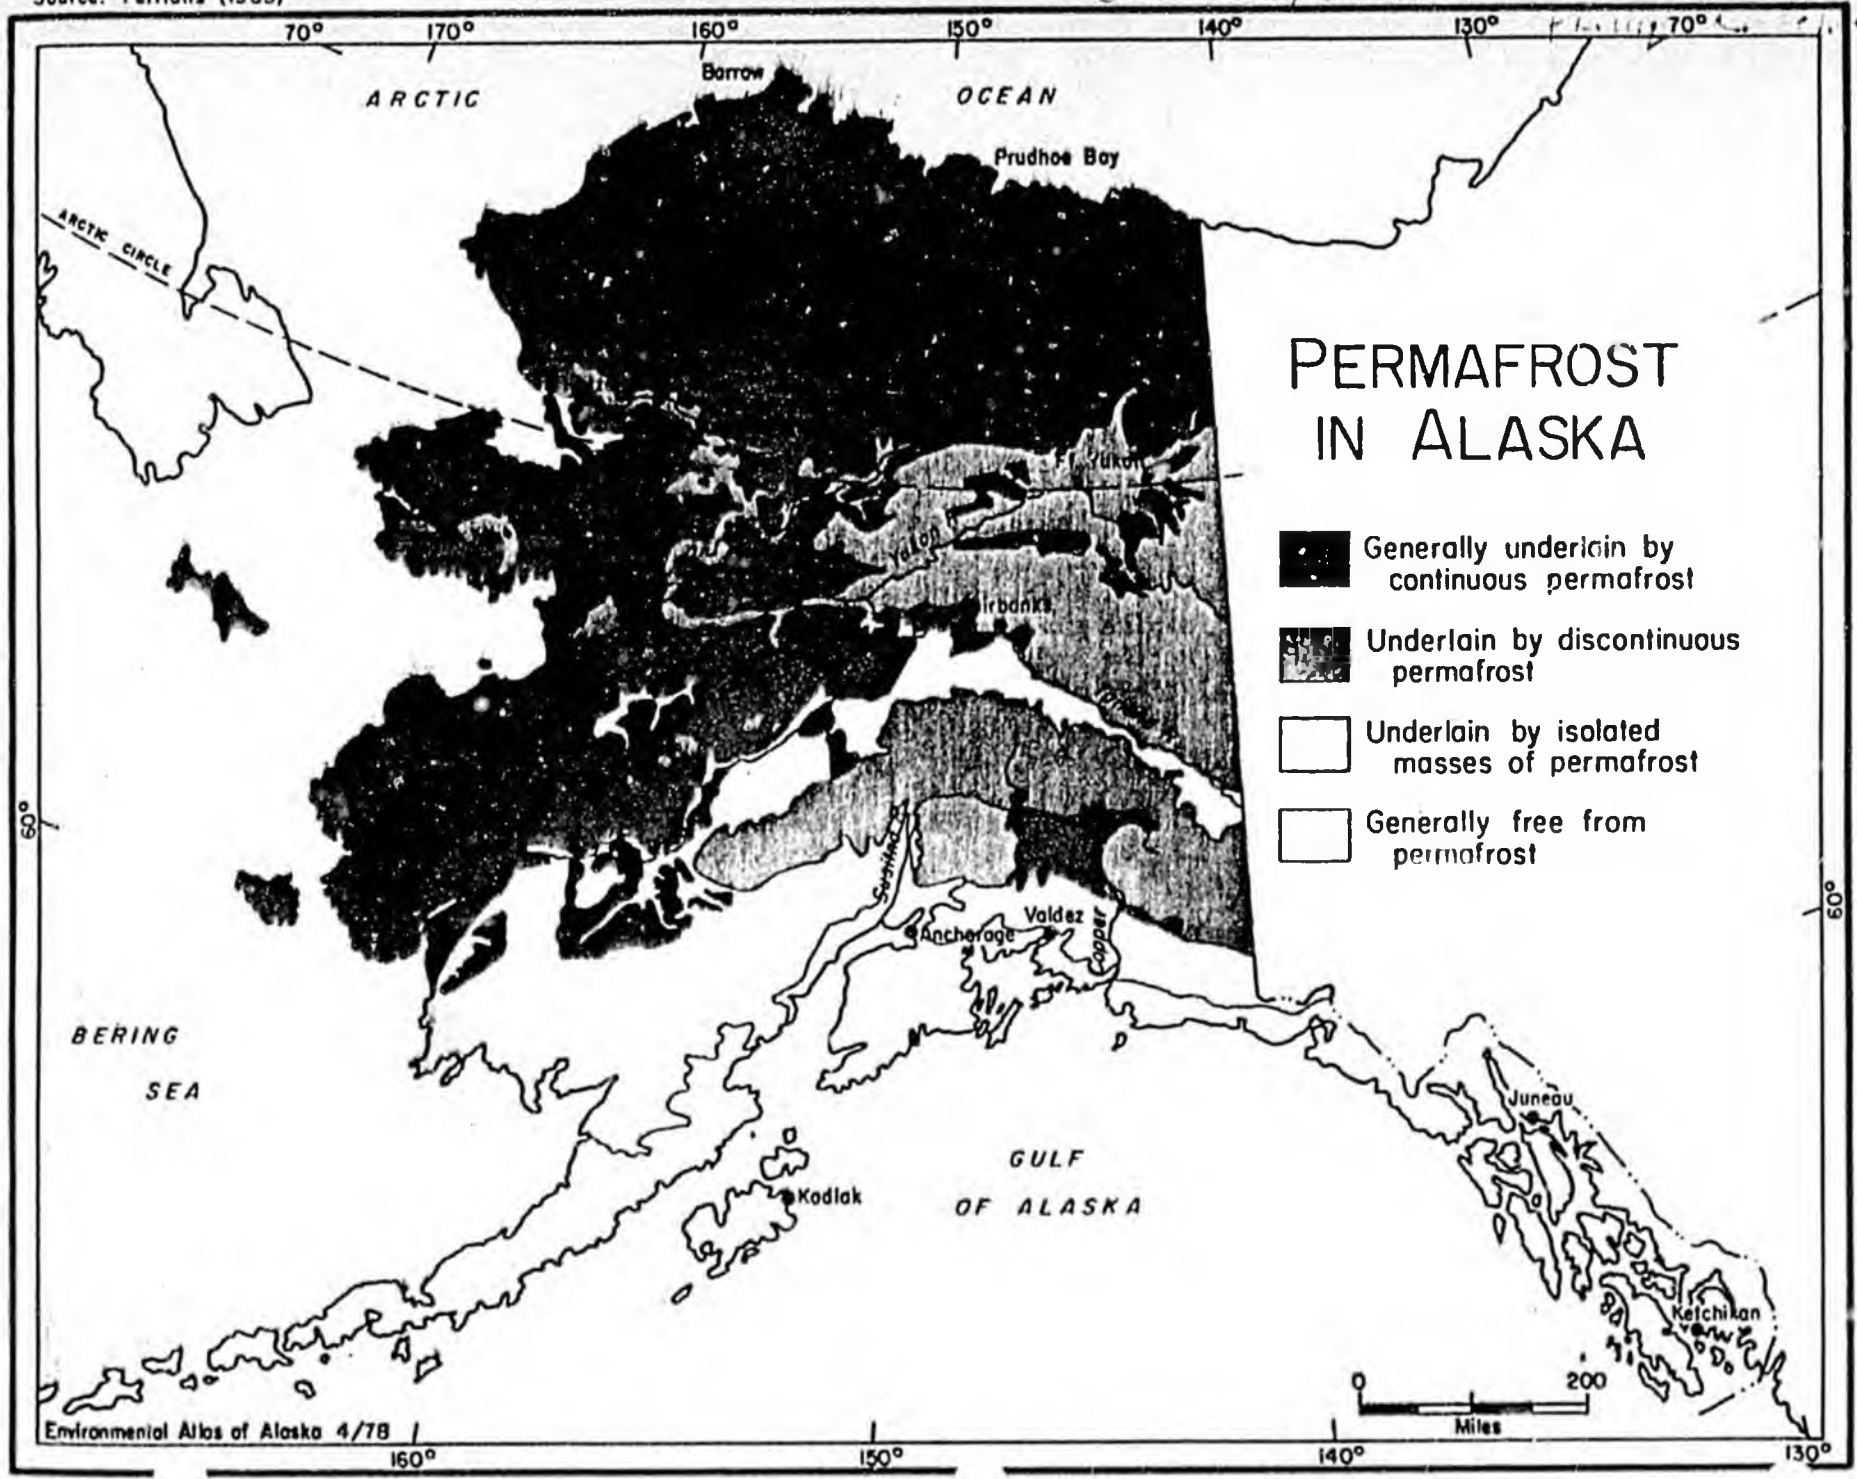 70° 170° 160° 150° 140° 130° 70°
Barrow
ARCTIC OCEAN
Prudhoe Bay
ARCTIC CIRCLE
PERMAFROST
IN ALASKA
Yukon
Yukon
Generally underlain by
continuous permafrost
irbanks
Underlain by discontinuous
permafrost
Underlain by isolated
masses of permafrost
60°
Generally free from
permafrost
Susitna
60°
Valdez
Anchorage
Copper
BERING
SEA
Juneau
GULF
OF ALASKA
Kodiak
Ketchikan
0 200
Miles
Environmental Atlas of Alaska 4/78
160° 150° 140° 130°